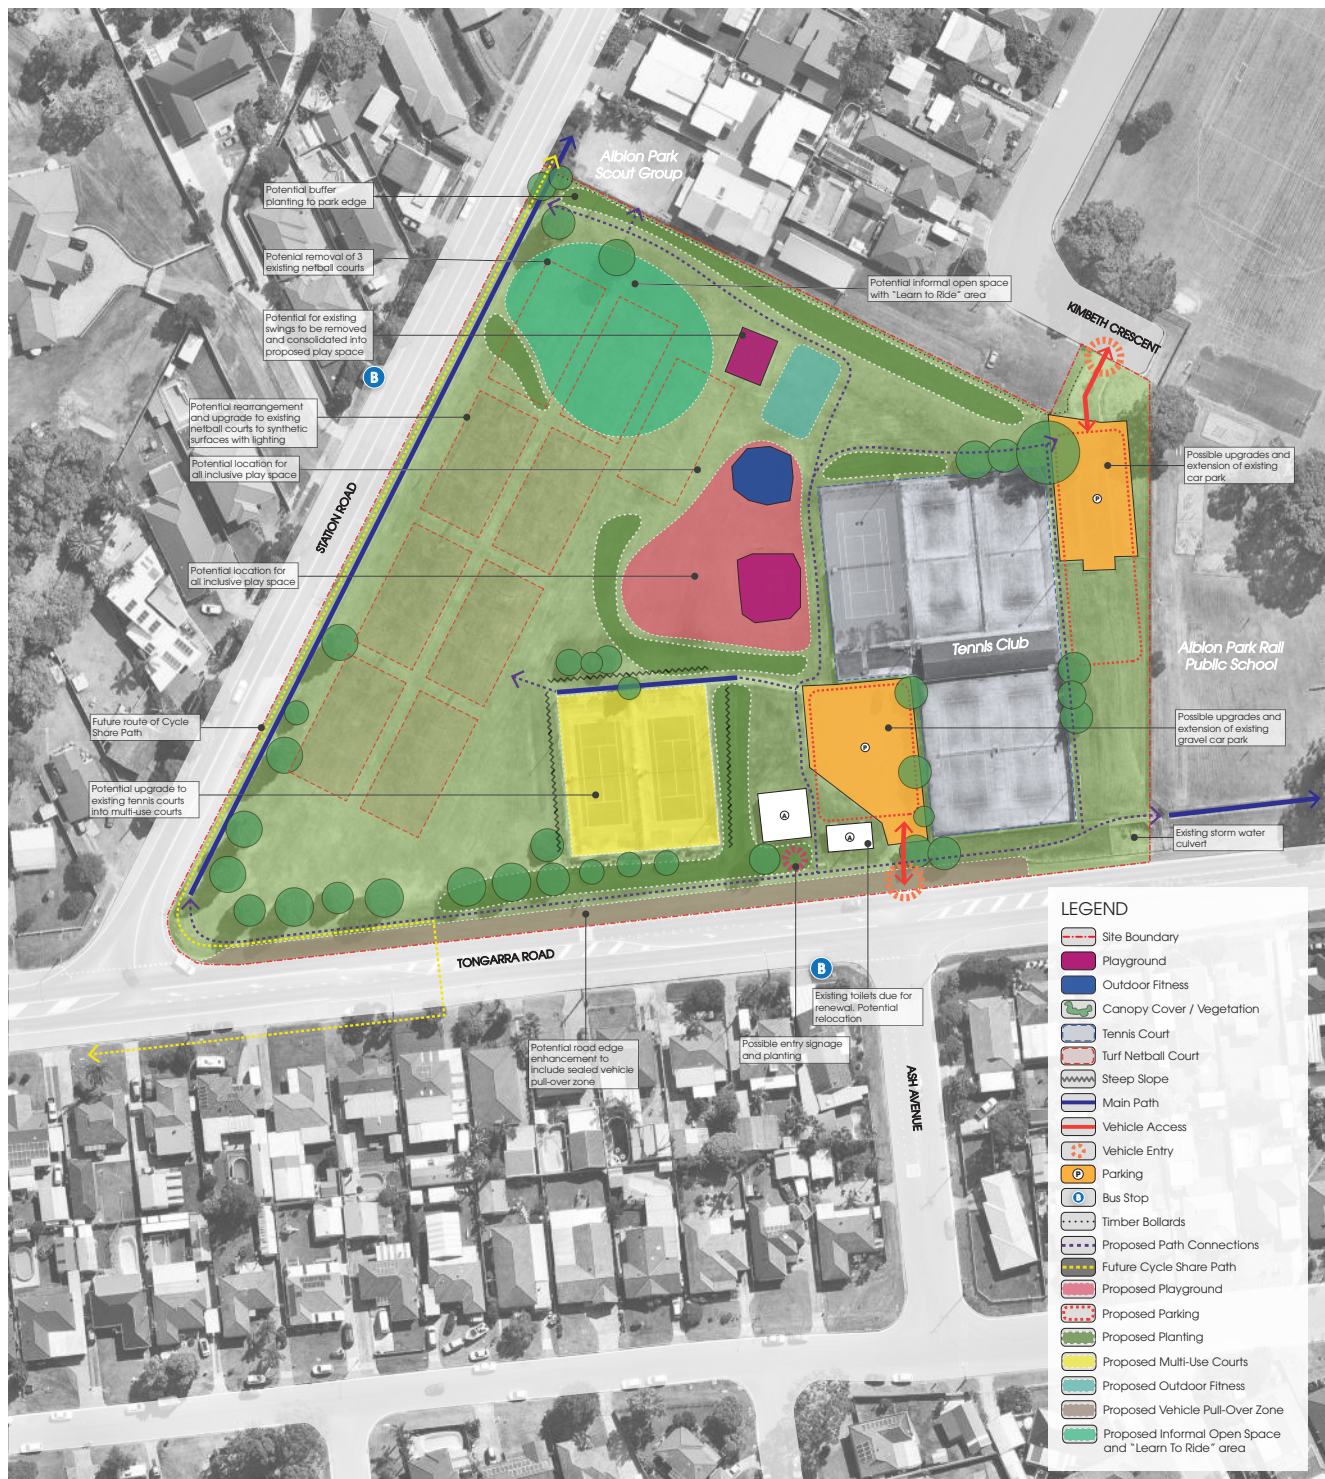 Albion Park
Scout Group
Potential buffer
planting to park edge
Potenial removal of 3
existing netball courts
Potential informal open space
with "Learn to Ride" area
Potential for existing
swings to be removed
and consolidated into
proposed play space
KIMBETH CRESCENT
B
Potential rearrangement
and upgrade to existing
netball courts to synthetic
surfaces with lighting
Potential location for
all inclusive play space
Possible upgrades and
extension of existing
car park
P
STATION ROAD
Potential location for
all inclusive play space
Tennis Club
Albion Park Rail
Public School
Future route of Cycle
Share Path
Possible upgrades and
extension of existing
gravel car park
P
Potential upgrade to
existing tennis courts
into multi-use courts
A
A
Existing storm water
culvert
TONGARRA ROAD
B
Existing toilets due for
renewal. Potential
relocation
Possible entry signage
and planting
Potential road edge
enhancement to
include sealed vehicle
pull-over zone
ASH AVENUE
LEGEND
Site Boundary
Playground
Outdoor Fitness
Canopy Cover / Vegetation
Tennis Court
Turf Netball Court
Steep Slope
Main Path
Vehicle Access
Vehicle Entry
P Parking
B Bus Stop
Timber Bollards
Proposed Path Connections
Future Cycle Share Path
Proposed Playground
Proposed Parking
Proposed Planting
Proposed Multi-Use Courts
Proposed Outdoor Fitness
Proposed Vehicle Pull-Over Zone
Proposed Informal Open Space
and "Learn To Ride" area